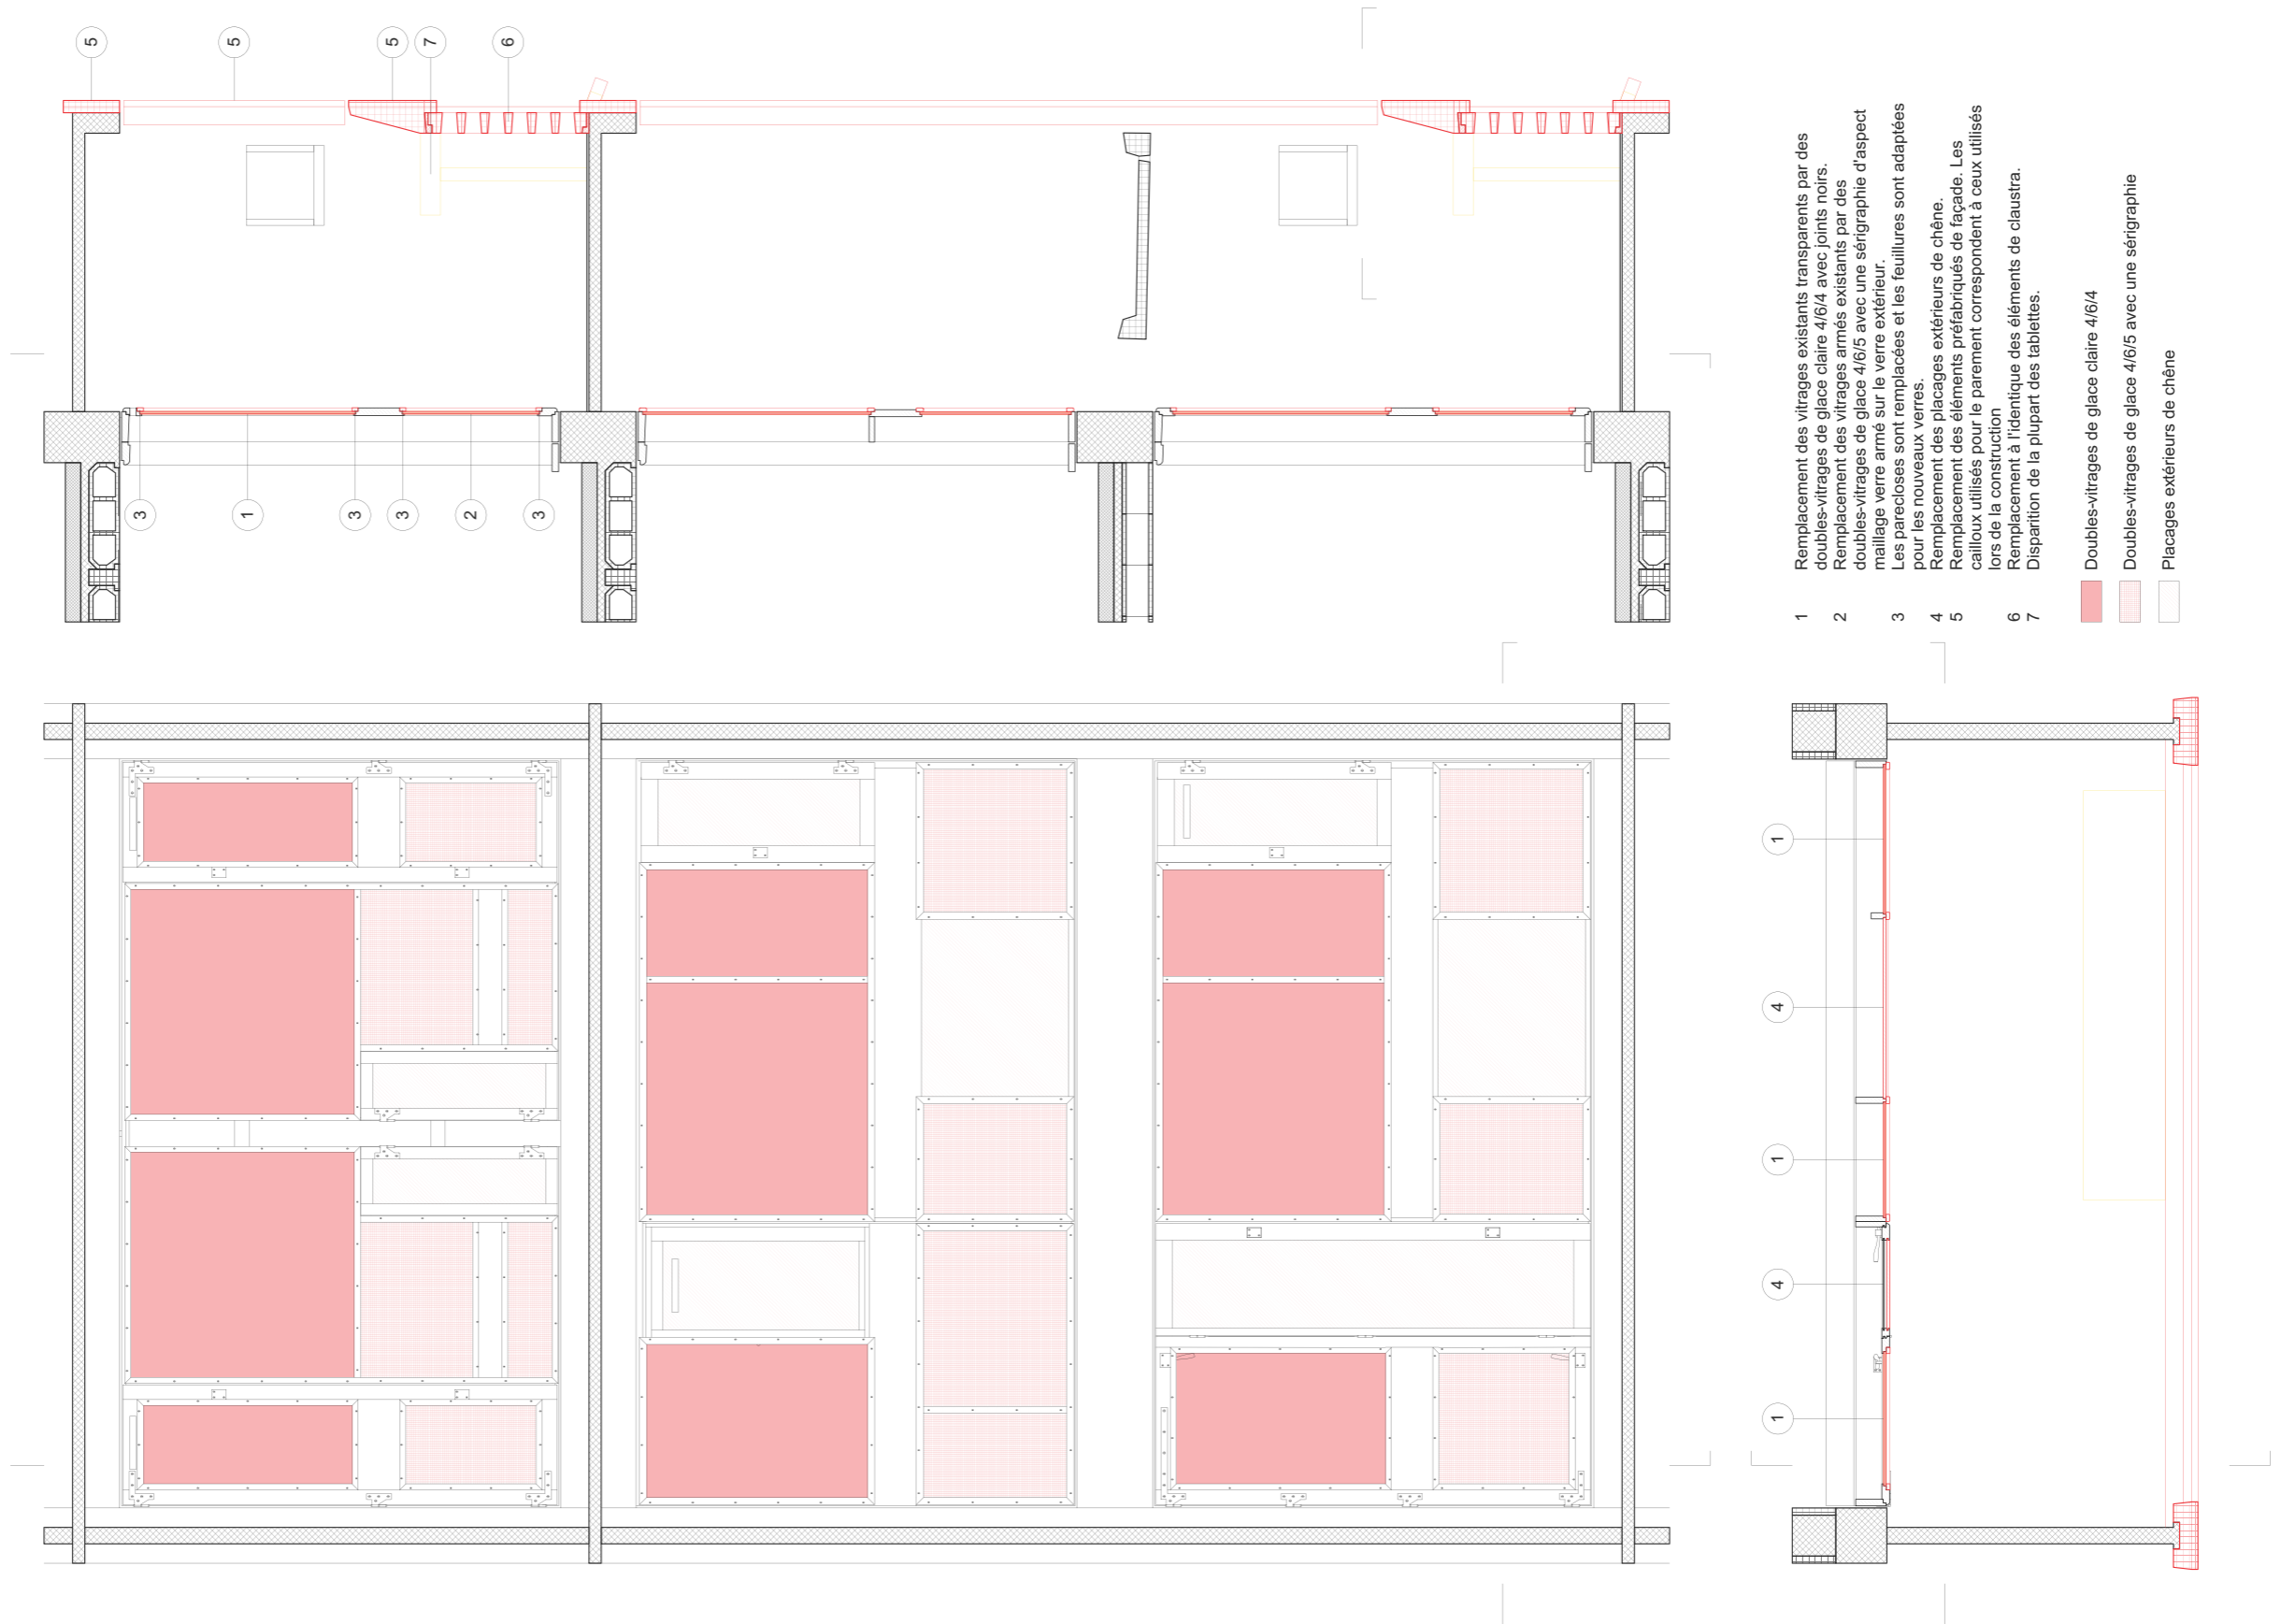 5
5
5
7
6
3
1
3
3
2
3
1 Remplacement des vitrages existants transparents par des
doubles-vitrages de glace claire 4/6/4 avec joints noirs.
2 Remplacement des vitrages armés existants par des
doubles-vitrages de glace 4/6/5 avec une sérigraphie d'aspect
maillage verre armé sur le verre extérieur.
3 Les parecloses sont remplacées et les feuillures sont adaptées
pour les nouveaux verres.
4 Remplacement des placages extérieurs de chêne.
5 Remplacement des éléments préfabriqués de façade. Les
cailloux utilisés pour le parement correspondent à ceux utilisés
lors de la construction
6 Remplacement à l'identique des éléments de claustra.
7 Disparition de la plupart des tablettes.
Doubles-vitrages de glace claire 4/6/4
Doubles-vitrages de glace 4/6/5 avec une sérigraphie
Placages extérieurs de chêne
1
4
1
4
1